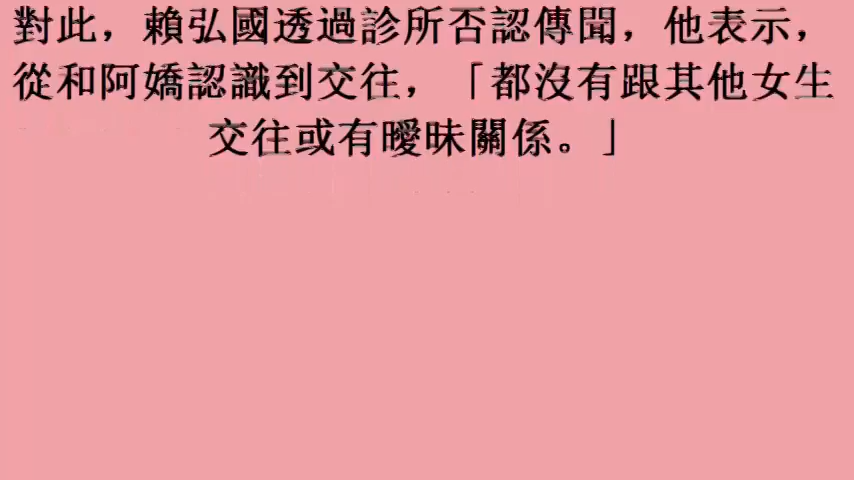 對此，賴弘國透過診所否認傳聞，他表示，
從和阿嬌認識到交往，「都沒有跟其他女生
交往或有曖昧關係。」